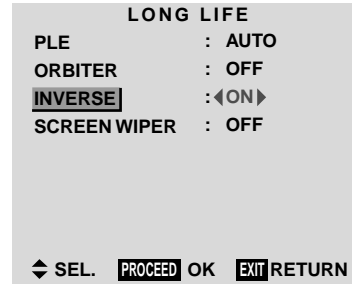 LONG LIFE
PLE : AUTO
ORBITER : OFF
INVERSE : ◀ON▶
SCREEN WIPER : OFF
SEL. PROCEED OK EXIT RETURN